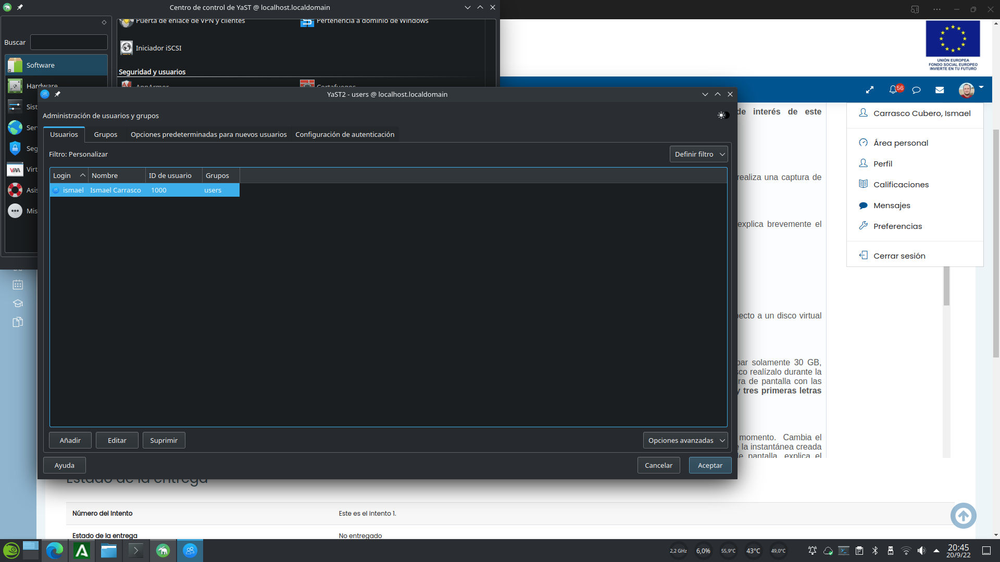 Centro de control de YaST @ localhost.localdomain
Buscar
Software
Hardware
Sist
Ser
Seg
Virt
Asis
Mis
Puerta de enlace de VPN y clientes
Pertenencia a dominio de Windows
Iniciador iSCSI
Seguridad y usuarios
AppArmor
Cortafuegos
YaST2 - users @ localhost.localdomain
Administración de usuarios y grupos
Usuarios
Grupos
Opciones predeterminadas para nuevos usuarios
Configuración de autenticación
Filtro: Personalizar
Definir filtro
Login
Nombre
ID de usuario
Grupos
ismael
Ismael Carrasco
1000
users
Añadir
Editar
Suprimir
Opciones avanzadas
Ayuda
Cancelar
Aceptar
UNIÓN EUROPEA
FONDO SOCIAL EUROPEO
INVIERTE EN TU FUTURO
56
Carrasco Cubero, Ismael
Área personal
Perfil
Calificaciones
Mensajes
Preferencias
Cerrar sesión
de interés de este
realiza una captura de
explica brevemente el
pecto a un disco virtual
par solamente 30 GB,
sco realízalo durante la
ra de pantalla con las
y tres primeras letras
momento. Cambia el
e la instantánea creada
de pantalla, explica el
Estado de la entrega
Número del Intento
Este es el intento 1.
Estado de la entrega
No entregado
2,2 GHz
6,0%
55,9°C
43°C
49,0°C
20:45
20/9/22